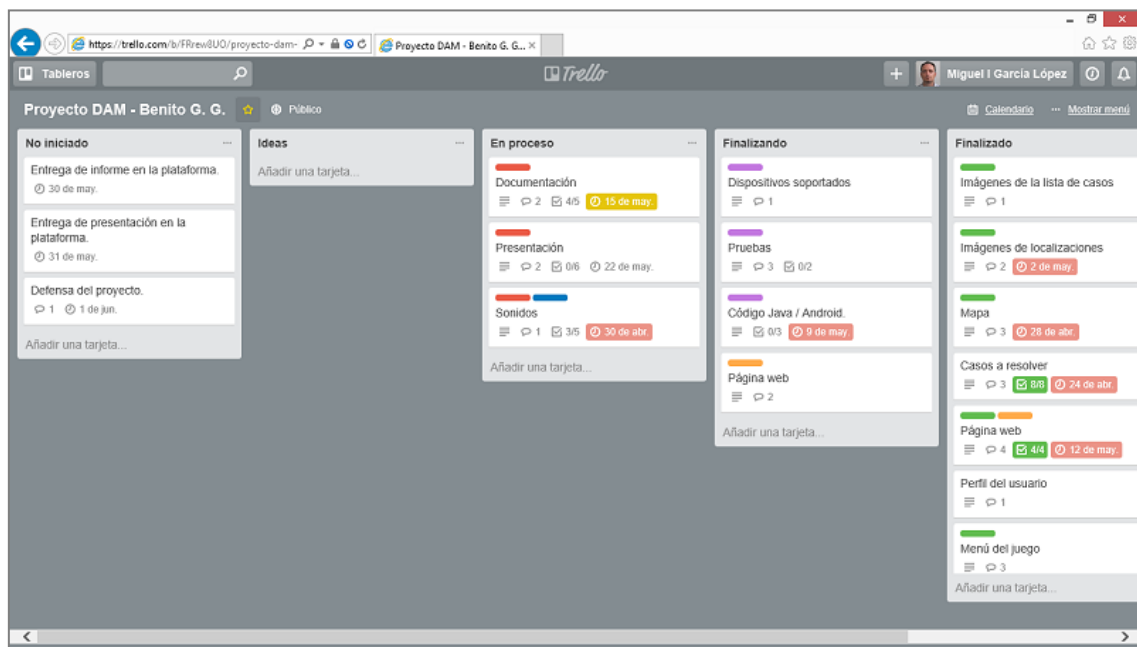 https://trello.com/b/FRrew8UO/proyecto-dam-
Proyecto DAM - Benito G. G...
Tableros
Trello
Miguel I García López
Proyecto DAM - Benito G. G.
Público
Calendario
Mostrar menú
No iniciado
Entrega de informe en la plataforma.
30 de may.
Entrega de presentación en la
plataforma.
31 de may.
Defensa del proyecto.
1 1 de jun.
Añadir una tarjeta...
Ideas
Añadir una tarjeta...
En proceso
Documentación
2 4/5 15 de may.
Presentación
2 0/6 22 de may.
Sonidos
1 3/5 30 de abr.
Añadir una tarjeta...
Finalizando
Dispositivos soportados
1
Pruebas
3 0/2
Código Java / Android.
0/3 9 de may.
Página web
2
Añadir una tarjeta...
Finalizado
Imágenes de la lista de casos
1
Imágenes de localizaciones
2 2 de may.
Mapa
3 28 de abr.
Casos a resolver
3 8/8 24 de abr.
Página web
4 4/4 12 de may.
Perfil del usuario
1
Menú del juego
3
Añadir una tarjeta...